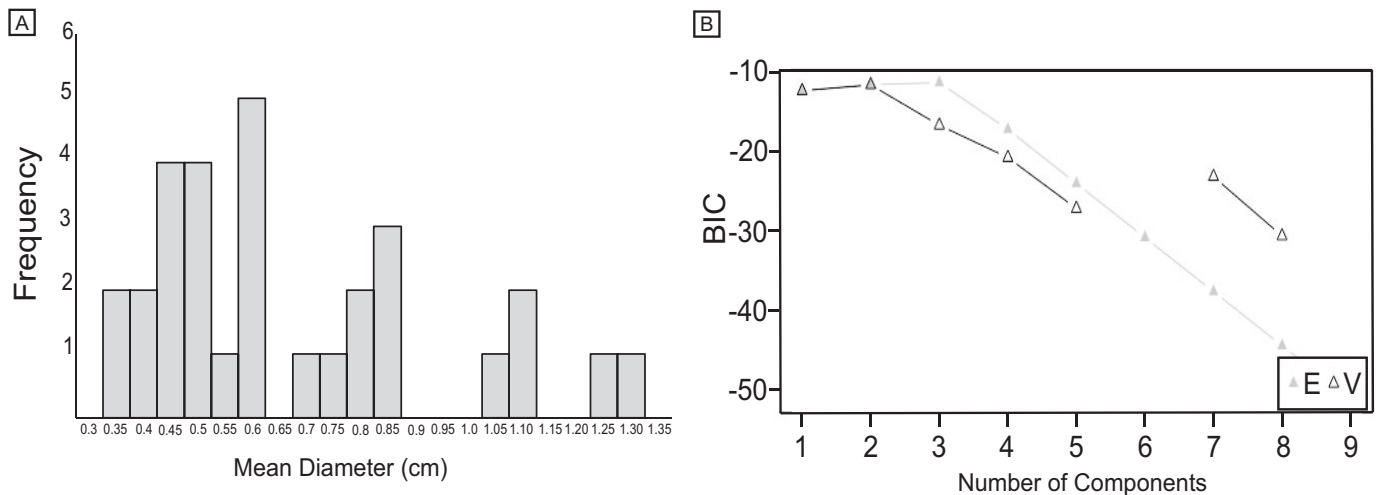 A
6
5
4
3
2
1
Frequency
0.3 0.35 0.4 0.45 0.5 0.55 0.6 0.65 0.7 0.75 0.8 0.85 0.9 0.95 1.0 1.05 1.10 1.15 1.20 1.25 1.30 1.35
Mean Diameter (cm)
B
-10
-20
-30
-40
-50
BIC
E V
1 2 3 4 5 7 8 9
Number of Components